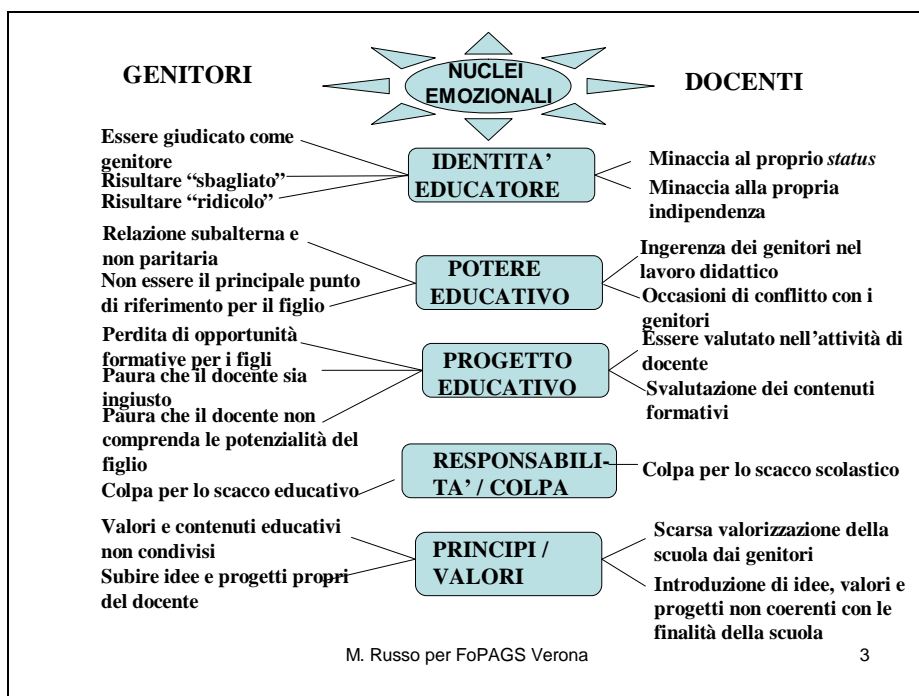 GENITORI
NUCLEI
EMOZIONALI
DOCENTI
Essere giudicato come
genitore
Risultare “sbagliato”
Risultare “ridicolo”
IDENTITA’
EDUCATORE
Minaccia al proprio status
Minaccia alla propria
indipendenza
Relazione subalterna e
non paritaria
Non essere il principale punto
di riferimento per il figlio
POTERE
EDUCATIVO
Ingerenza dei genitori nel
lavoro didattico
Occasioni di conflitto con i
genitori
Perdita di opportunità
formative per i figli
Paura che il docente sia
ingiusto
Paura che il docente non
comprenda le potenzialità del
figlio
PROGETTO
EDUCATIVO
Essere valutato nell’attività di
docente
Svalutazione dei contenuti
formativi
Colpa per lo scacco educativo
RESPONSABILI-
TA’ / COLPA
Colpa per lo scacco scolastico
Valori e contenuti educativi
non condivisi
Subire idee e progetti propri
del docente
PRINCIPI /
VALORI
Scarsa valorizzazione della
scuola dai genitori
Introduzione di idee, valori e
progetti non coerenti con le
finalità della scuola
M. Russo per FoPAGS Verona
3